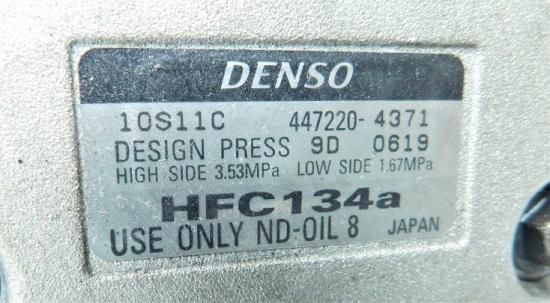 DENSO
10S11C 447220-4371
DESIGN PRESS 9D 0619
HIGH SIDE 3.53MPa LOW SIDE 1.67MPa
HFC134a
USE ONLY ND-OIL 8 JAPAN